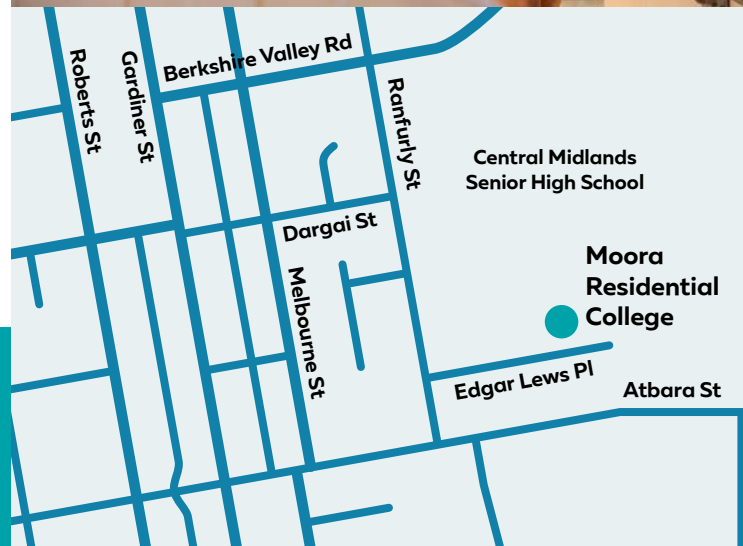 Berkshire Valley Rd
Roberts St
Gardiner St
Ranfurly St
Central Midlands
Senior High School
Dargai St
Moora
Residential
College
Melbourne St
Edgar Lews Pl
Atbara St